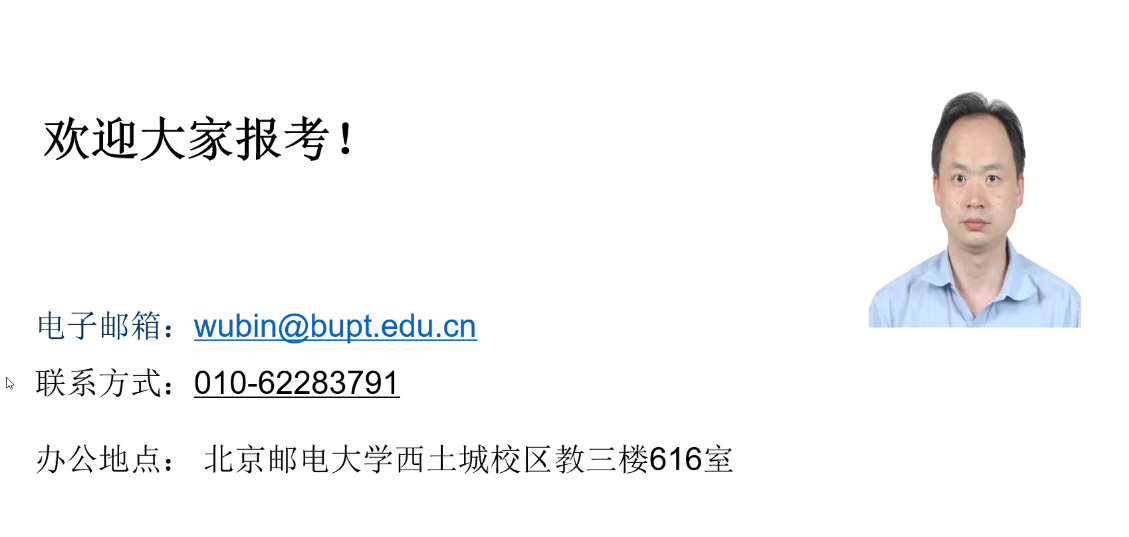 欢迎大家报考！
电子邮箱：wubin@bupt.edu.cn
联系方式：010-62283791
办公地点： 北京邮电大学西土城校区教三楼616室